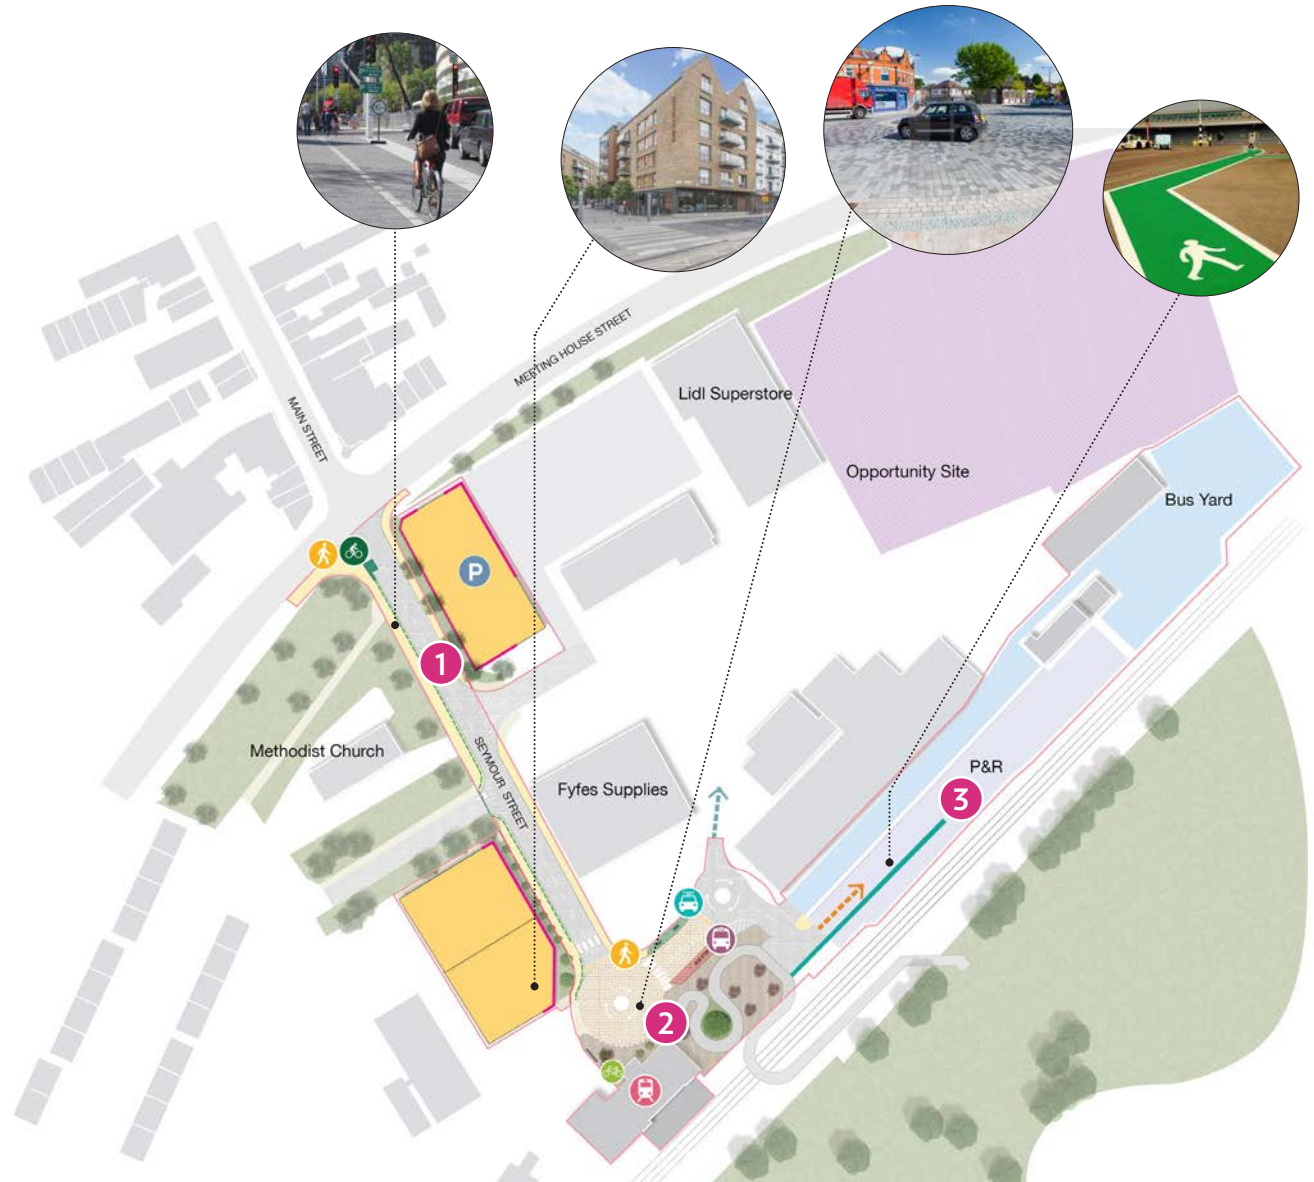 MEETING HOUSE STREET
MAIN STREET
Lidl Superstore
Opportunity Site
Bus Yard
P
1
Methodist Church
SEYMOUR STREET
Fyfes Supplies
P&R
3
2